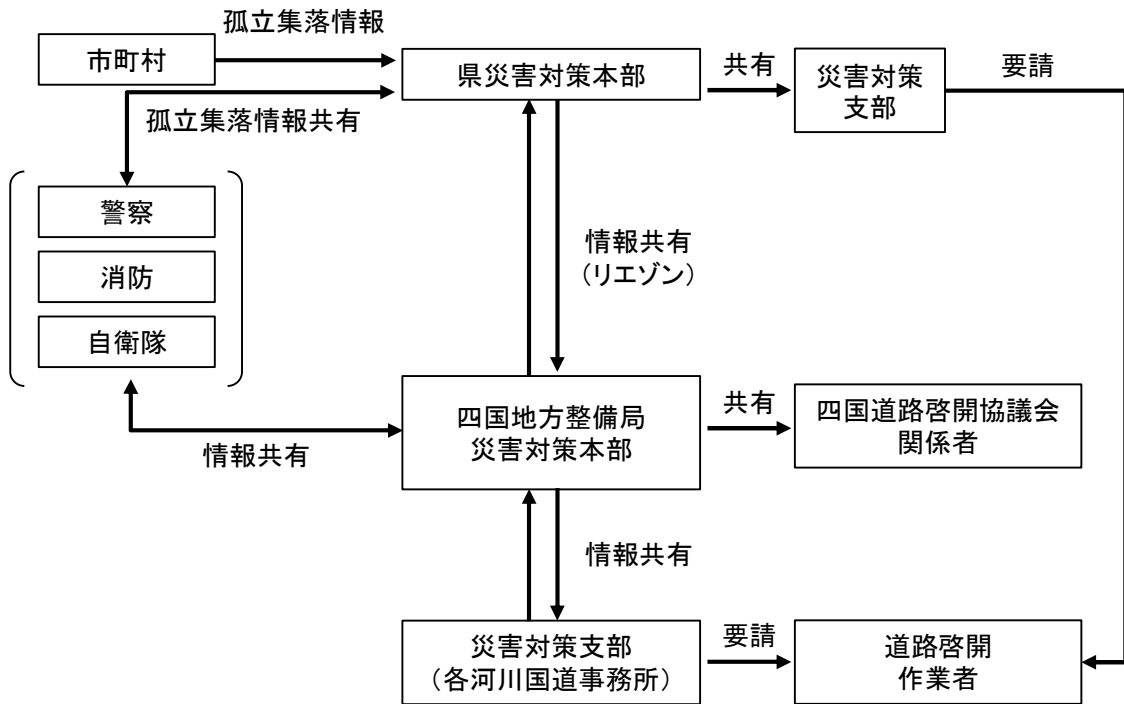 孤立集落情報
市町村
県災害対策本部
共有
災害対策
支部
要請
孤立集落情報共有
警察
消防
自衛隊
情報共有
（リエゾン）
四国地方整備局
災害対策本部
共有
四国道路啓開協議会
関係者
情報共有
情報共有
災害対策支部
（各河川国道事務所）
要請
道路啓開
作業者